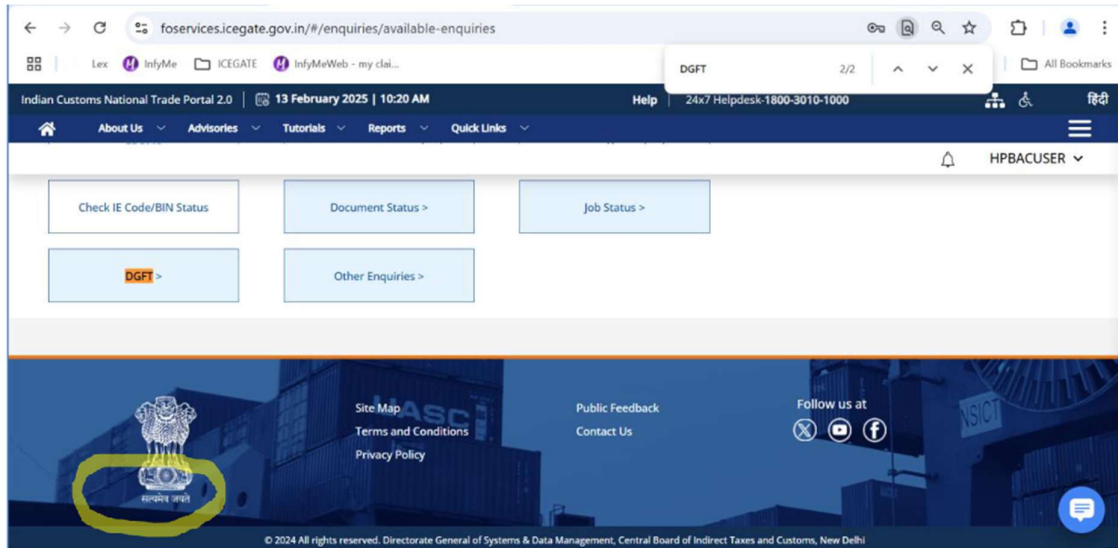 foservices.icegate.gov.in/#/enquiries/available-enquiries
Lex InfyMe ICEGATE InfyMeWeb - my clai... All Bookmarks
DGFT 2/2
Indian Customs National Trade Portal 2.0 13 February 2025 | 10:20 AM Help 24x7 Helpdesk-1800-3010-1000 हिंदी
About Us Advisories Tutorials Reports Quick Links
HPBACUSER
Check IE Code/BIN Status Document Status > Job Status >
DGFT > Other Enquiries >
Site Map Public Feedback Follow us at
Terms and Conditions Contact Us
Privacy Policy
NSICT
सत्यमेव जयते
© 2024 All rights reserved. Directorate General of Systems & Data Management, Central Board of Indirect Taxes and Customs, New Delhi